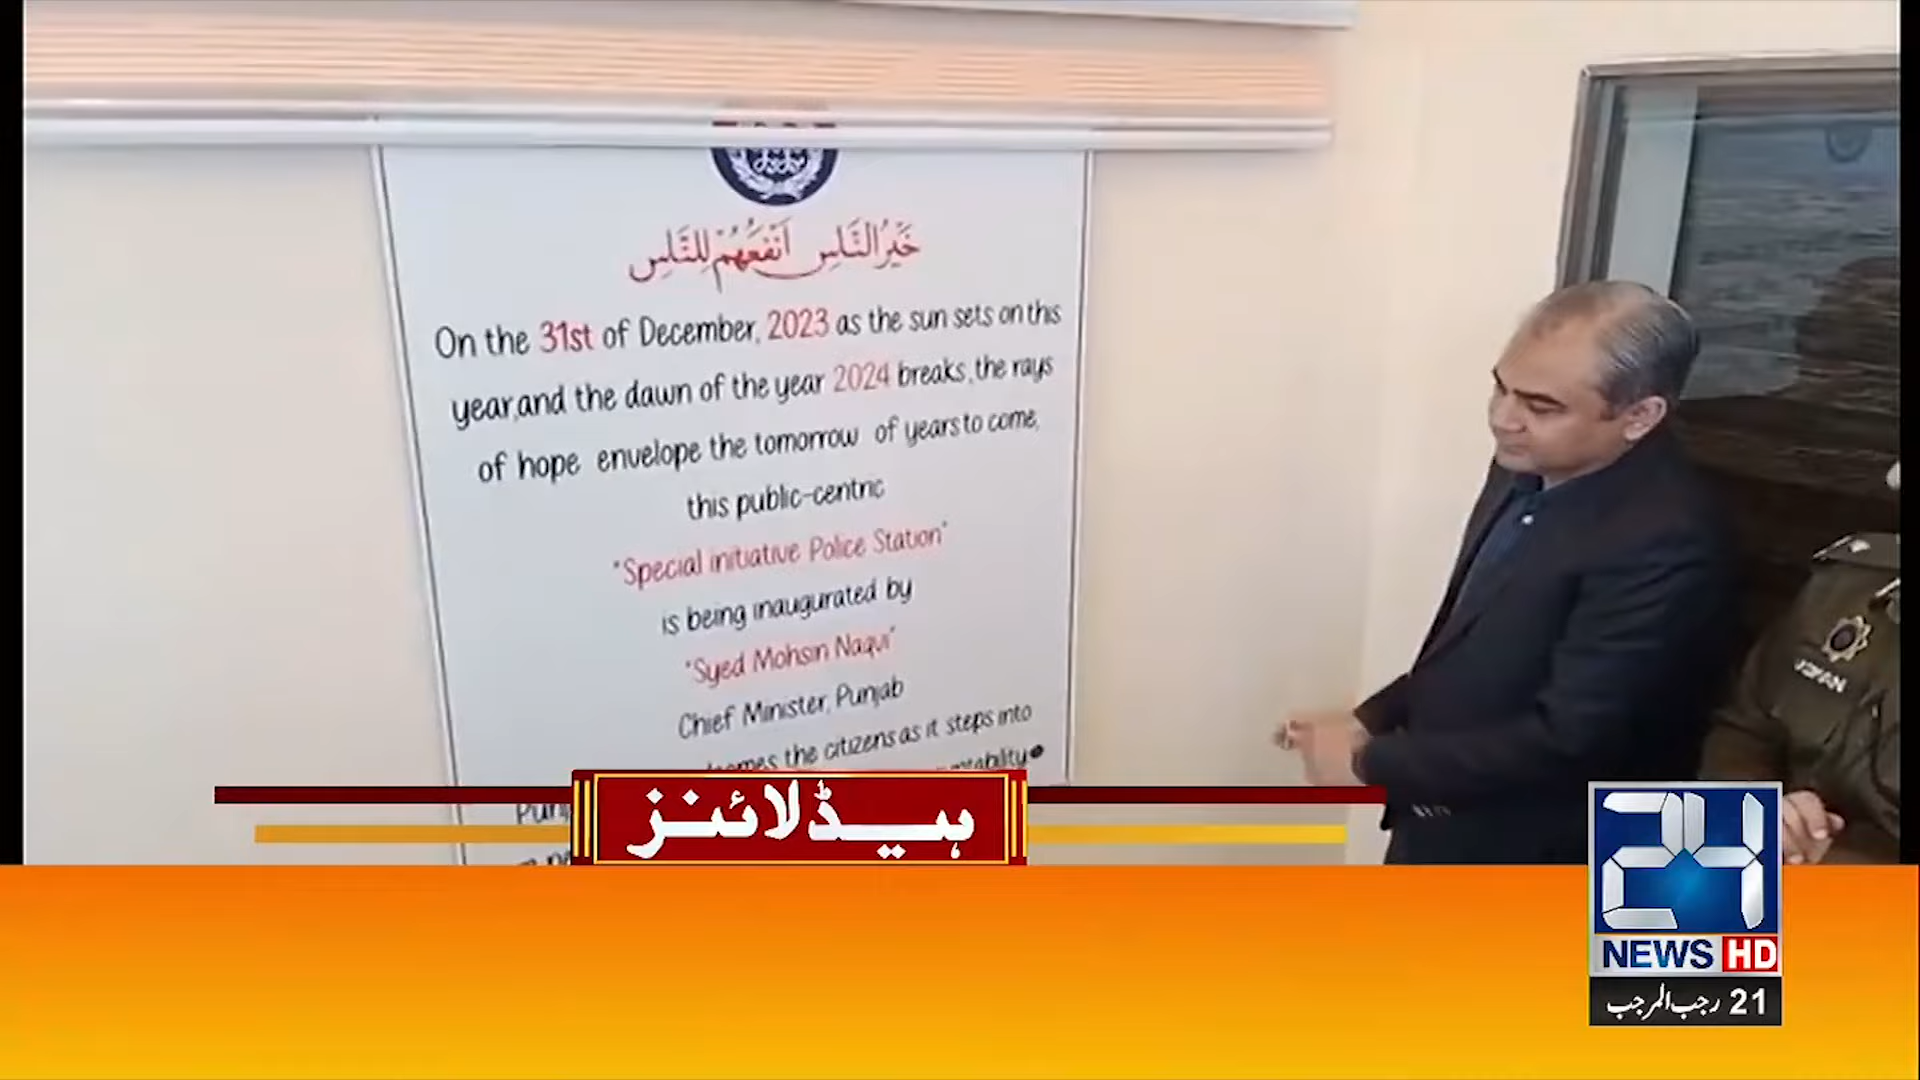 خَيْرُ النَّاسِ اَنْفَعُهُمْ لِلنَّاسِ
On the 31st of December, 2023 as the sun sets on this
year,and the dawn of the year 2024 breaks, the rays
of hope envelope the tomorrow of years to come,
this public-centric
"Special initiative Police Station"
is being inaugurated by
"Syed Mohsin Naqvi"
Chief Minister, Punjab
the citizens as it steps into
ہیڈلائنز
24
NEWS HD
21 رجب المرجب